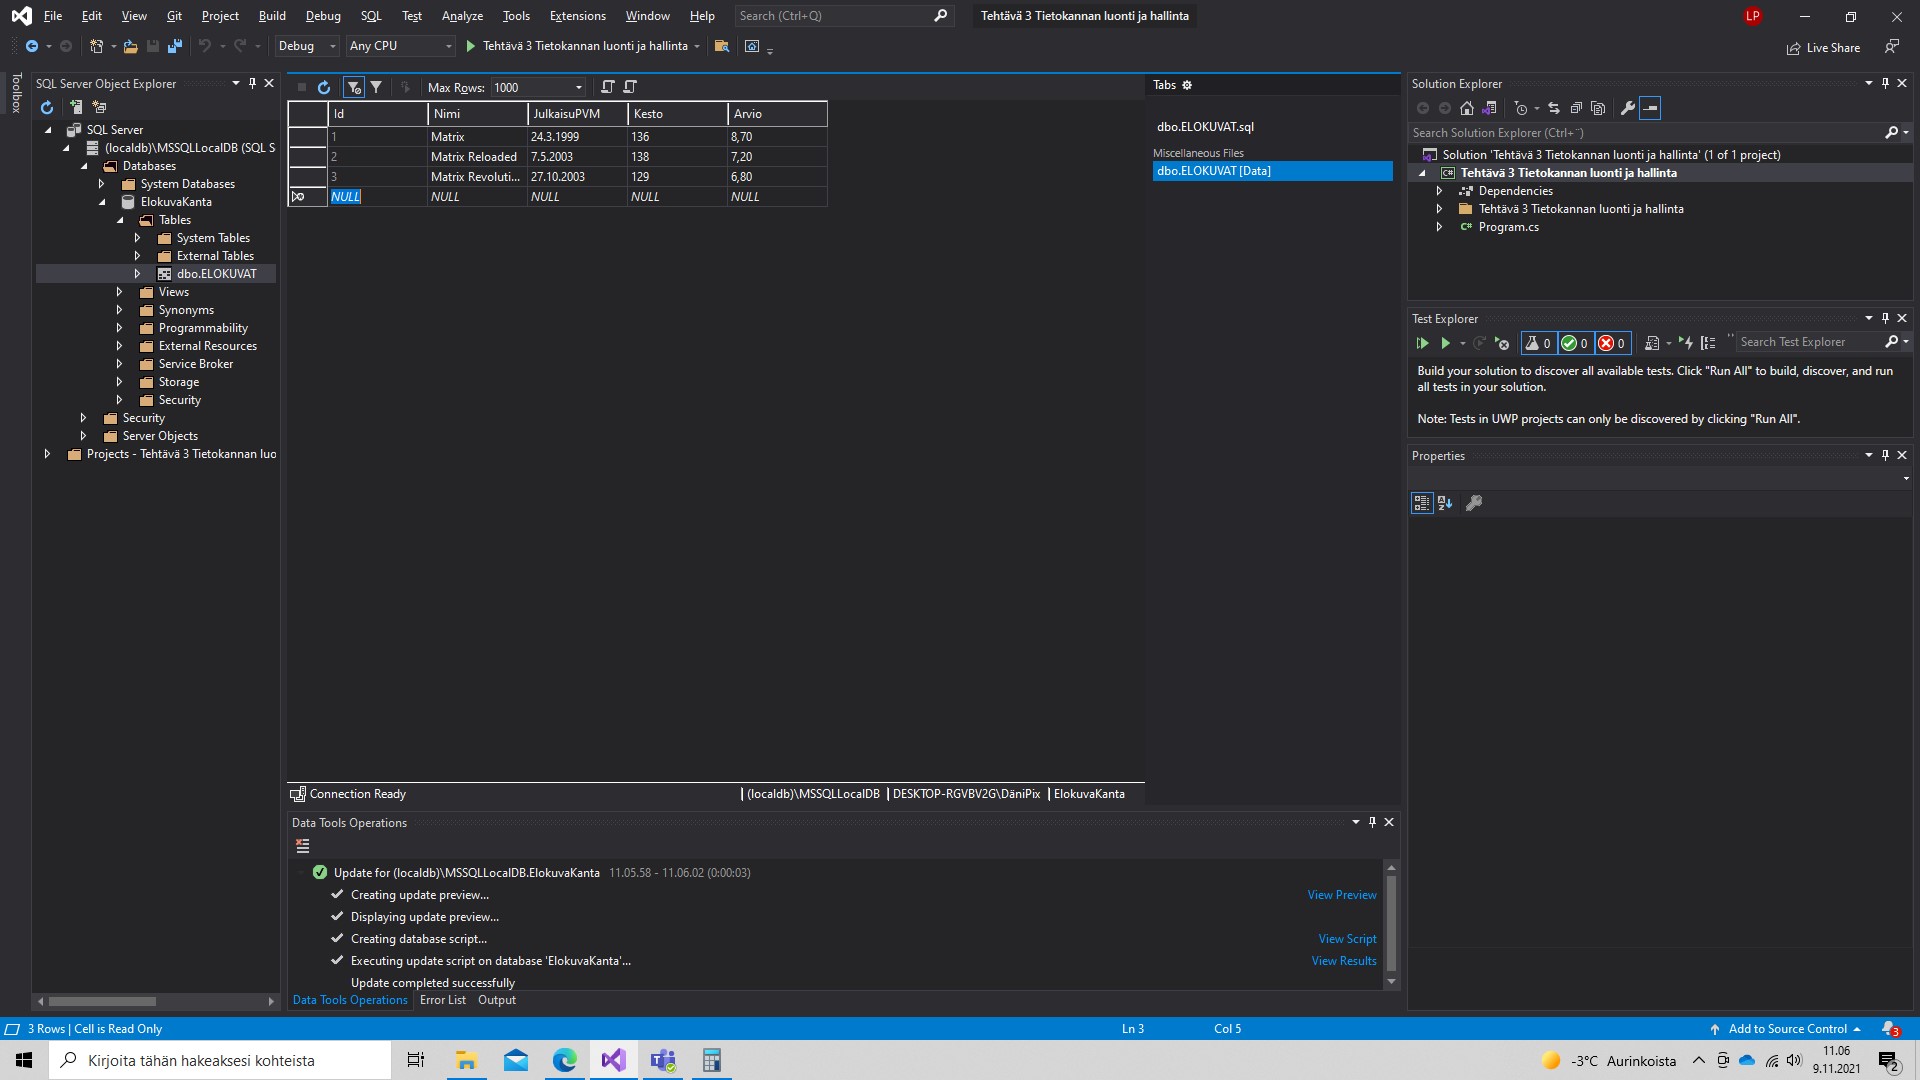 File Edit View Git Project Build Debug SQL Test Analyze Tools Extensions Window Help Search (Ctrl+Q) Tehtävä 3 Tietokannan luonti ja hallinta LP
Debug Any CPU Tehtävä 3 Tietokannan luonti ja hallinta Live Share
Toolbox
SQL Server Object Explorer
SQL Server
(localdb)\MSSQLLocalDB (SQL S
Databases
System Databases
ElokuvaKanta
Tables
System Tables
External Tables
dbo.ELOKUVAT
Views
Synonyms
Programmability
External Resources
Service Broker
Storage
Security
Security
Server Objects
Projects - Tehtävä 3 Tietokannan luo
Max Rows: 1000
Id Nimi JulkaisuPVM Kesto Arvio
1 Matrix 24.3.1999 136 8,70
2 Matrix Reloaded 7.5.2003 138 7,20
3 Matrix Revoluti... 27.10.2003 129 6,80
NULL NULL NULL NULL NULL
Connection Ready (localdb)\MSSQLLocalDB DESKTOP-RGVBV2G\DäniPix ElokuvaKanta
Tabs
dbo.ELOKUVAT.sql
Miscellaneous Files
dbo.ELOKUVAT [Data]
Data Tools Operations
Update for (localdb)\MSSQLLocalDB.ElokuvaKanta 11.05.58 - 11.06.02 (0:00:03)
Creating update preview... View Preview
Displaying update preview...
Creating database script... View Script
Executing update script on database 'ElokuvaKanta'... View Results
Update completed successfully
Data Tools Operations Error List Output
Solution Explorer
Search Solution Explorer (Ctrl+¨)
Solution 'Tehtävä 3 Tietokannan luonti ja hallinta' (1 of 1 project)
C# Tehtävä 3 Tietokannan luonti ja hallinta
Dependencies
Tehtävä 3 Tietokannan luonti ja hallinta
C# Program.cs
Test Explorer
0 0 0 Search Test Explorer
Build your solution to discover all available tests. Click "Run All" to build, discover, and run
all tests in your solution.
Note: Tests in UWP projects can only be discovered by clicking "Run All".
Properties
3 Rows | Cell is Read Only Ln 3 Col 5 Add to Source Control 3
Kirjoita tähän hakeaksesi kohteista -3°C Aurinkoista 11.06
9.11.2021 2